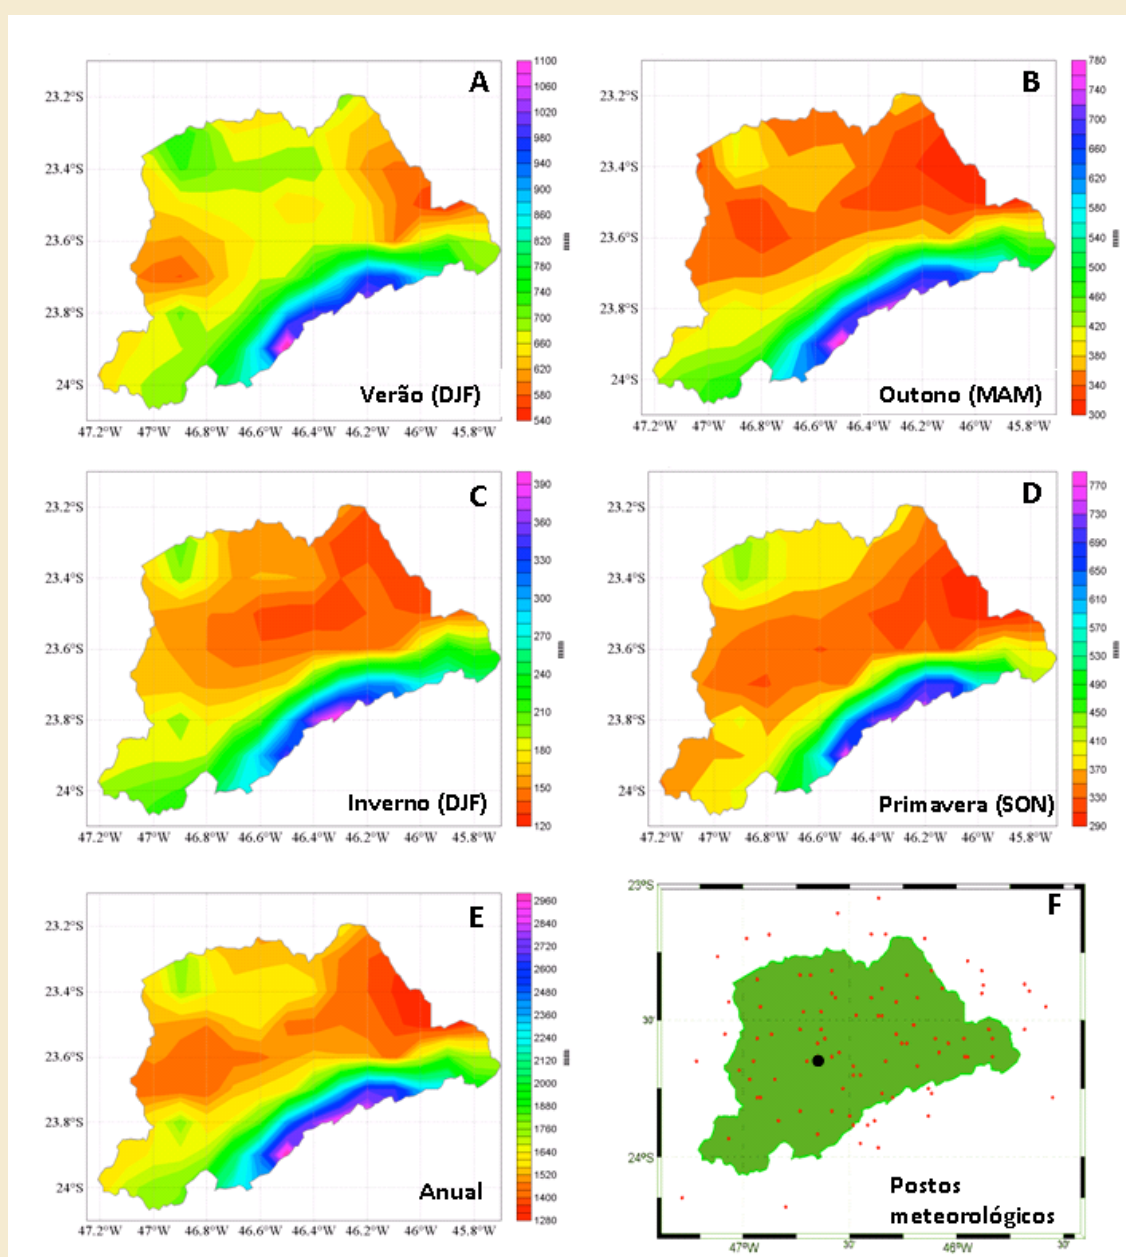 A
23.2°S
23.4°S
23.6°S
23.8°S
24°S
47.2°W 47°W 46.8°W 46.6°W 46.4°W 46.2°W 46°W 45.8°W
Verão (DJF)
1100
1060
1020
980
940
900
860
820
780
740
700
660
620
580
540
mm
B
23.2°S
23.4°S
23.6°S
23.8°S
24°S
47.2°W 47°W 46.8°W 46.6°W 46.4°W 46.2°W 46°W 45.8°W
Outono (MAM)
780
740
700
660
620
580
540
500
460
420
380
340
300
mm
C
23.2°S
23.4°S
23.6°S
23.8°S
24°S
47.2°W 47°W 46.8°W 46.6°W 46.4°W 46.2°W 46°W 45.8°W
Inverno (DJF)
390
360
330
300
270
240
210
180
150
120
mm
D
23.2°S
23.4°S
23.6°S
23.8°S
24°S
47.2°W 47°W 46.8°W 46.6°W 46.4°W 46.2°W 46°W 45.8°W
Primavera (SON)
770
730
690
650
610
570
530
490
450
410
370
330
290
mm
E
23.2°S
23.4°S
23.6°S
23.8°S
24°S
47.2°W 47°W 46.8°W 46.6°W 46.4°W 46.2°W 46°W 45.8°W
Anual
2960
2840
2720
2600
2480
2360
2240
2120
2000
1880
1760
1640
1520
1400
1280
mm
F
23°S
30'
24°S
47°W 30' 46°W 30'
Postos
meteorológicos